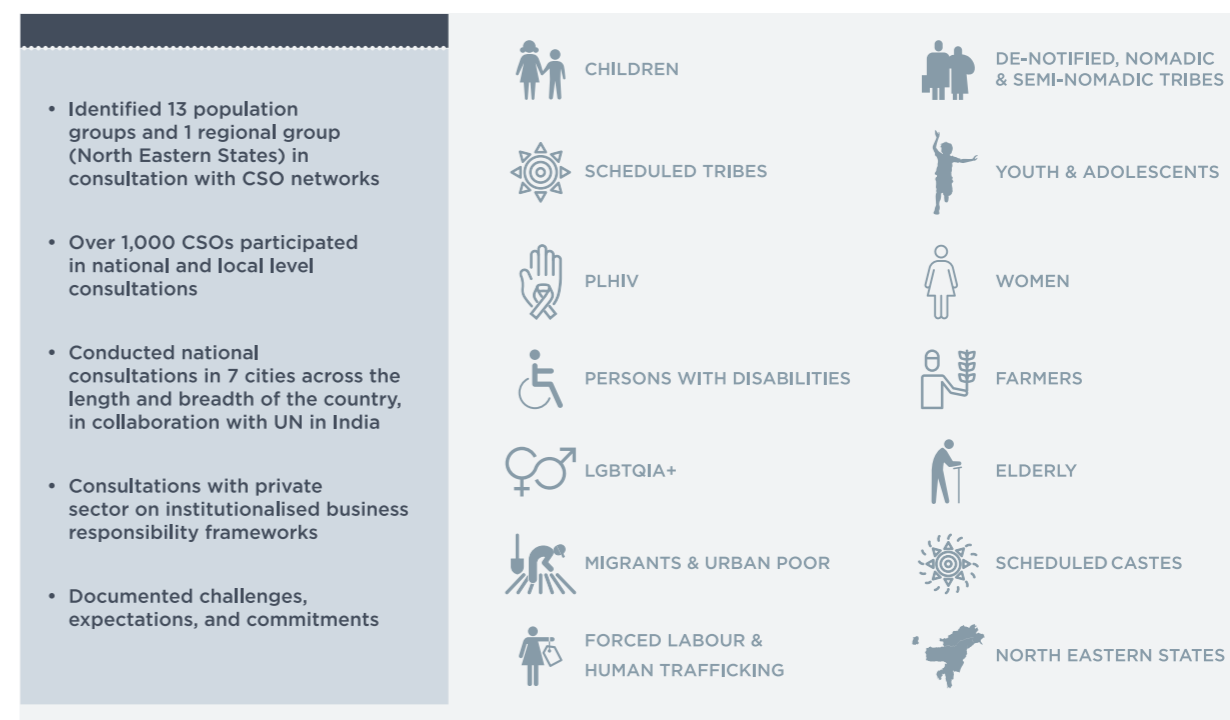 • Identified 13 population
groups and 1 regional group
(North Eastern States) in
consultation with CSO networks
• Over 1,000 CSOs participated
in national and local level
consultations
• Conducted national
consultations in 7 cities across the
length and breadth of the country,
in collaboration with UN in India
• Consultations with private
sector on institutionalised business
responsibility frameworks
• Documented challenges,
expectations, and commitments
CHILDREN
DE-NOTIFIED, NOMADIC
& SEMI-NOMADIC TRIBES
SCHEDULED TRIBES
YOUTH & ADOLESCENTS
PLHIV
WOMEN
PERSONS WITH DISABILITIES
FARMERS
LGBTQIA+
ELDERLY
MIGRANTS & URBAN POOR
SCHEDULED CASTES
FORCED LABOUR &
HUMAN TRAFFICKING
NORTH EASTERN STATES